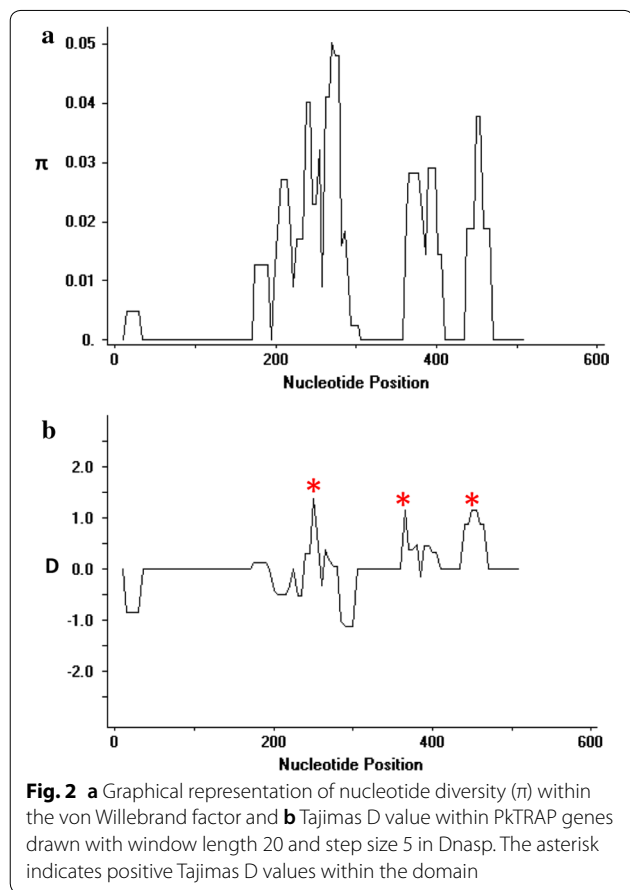 a
0.05
0.04
π
0.03
0.02
0.01
0.
0 200 400 600
Nucleotide Position
b
2.0
1.0
D 0.0
-1.0
-2.0
* * *
0 200 400 600
Nucleotide Position
Fig. 2 a Graphical representation of nucleotide diversity (π) within
the von Willebrand factor and b Tajimas D value within PkTRAP genes
drawn with window length 20 and step size 5 in Dnasp. The asterisk
indicates positive Tajimas D values within the domain